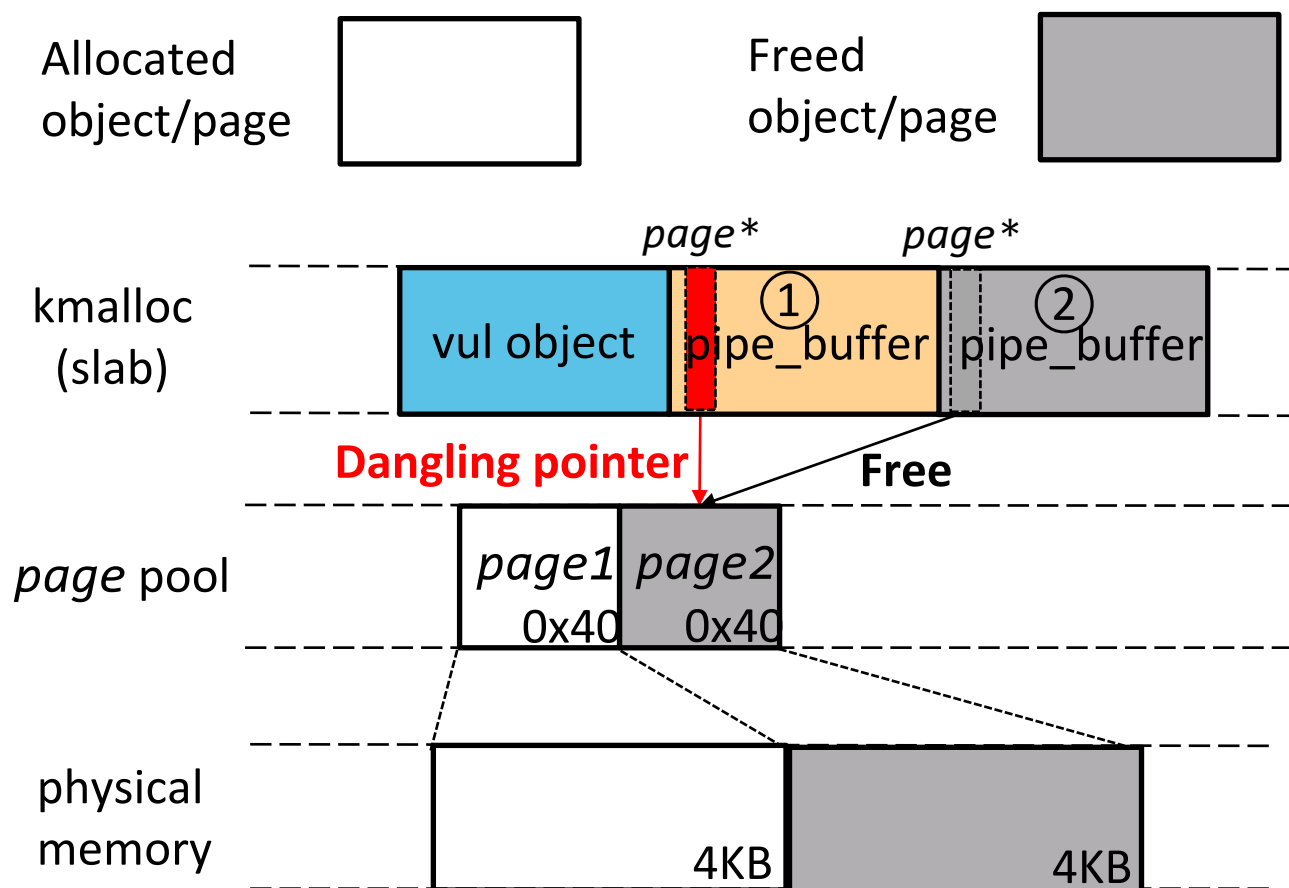 Allocated
object/page
Freed
object/page
page*
page*
kmalloc
(slab)
vul object
1
pipe_buffer
2
pipe_buffer
Dangling pointer
Free
page pool
page1
0x40
page2
0x40
physical
memory
4KB
4KB